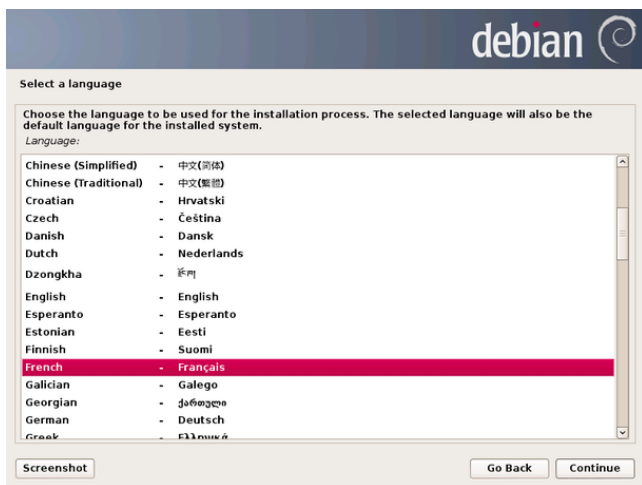 debian
Select a language
Choose the language to be used for the installation process. The selected language will also be the
default language for the installed system.
Language:
Chinese (Simplified) - 中文(简体)
Chinese (Traditional) - 中文(繁體)
Croatian - Hrvatski
Czech - Čeština
Danish - Dansk
Dutch - Nederlands
Dzongkha - རྫོང་ཁ
English - English
Esperanto - Esperanto
Estonian - Eesti
Finnish - Suomi
French - Français
Galician - Galego
Georgian - ქართული
German - Deutsch
Greek - Ελληνικά
Screenshot
Go Back
Continue